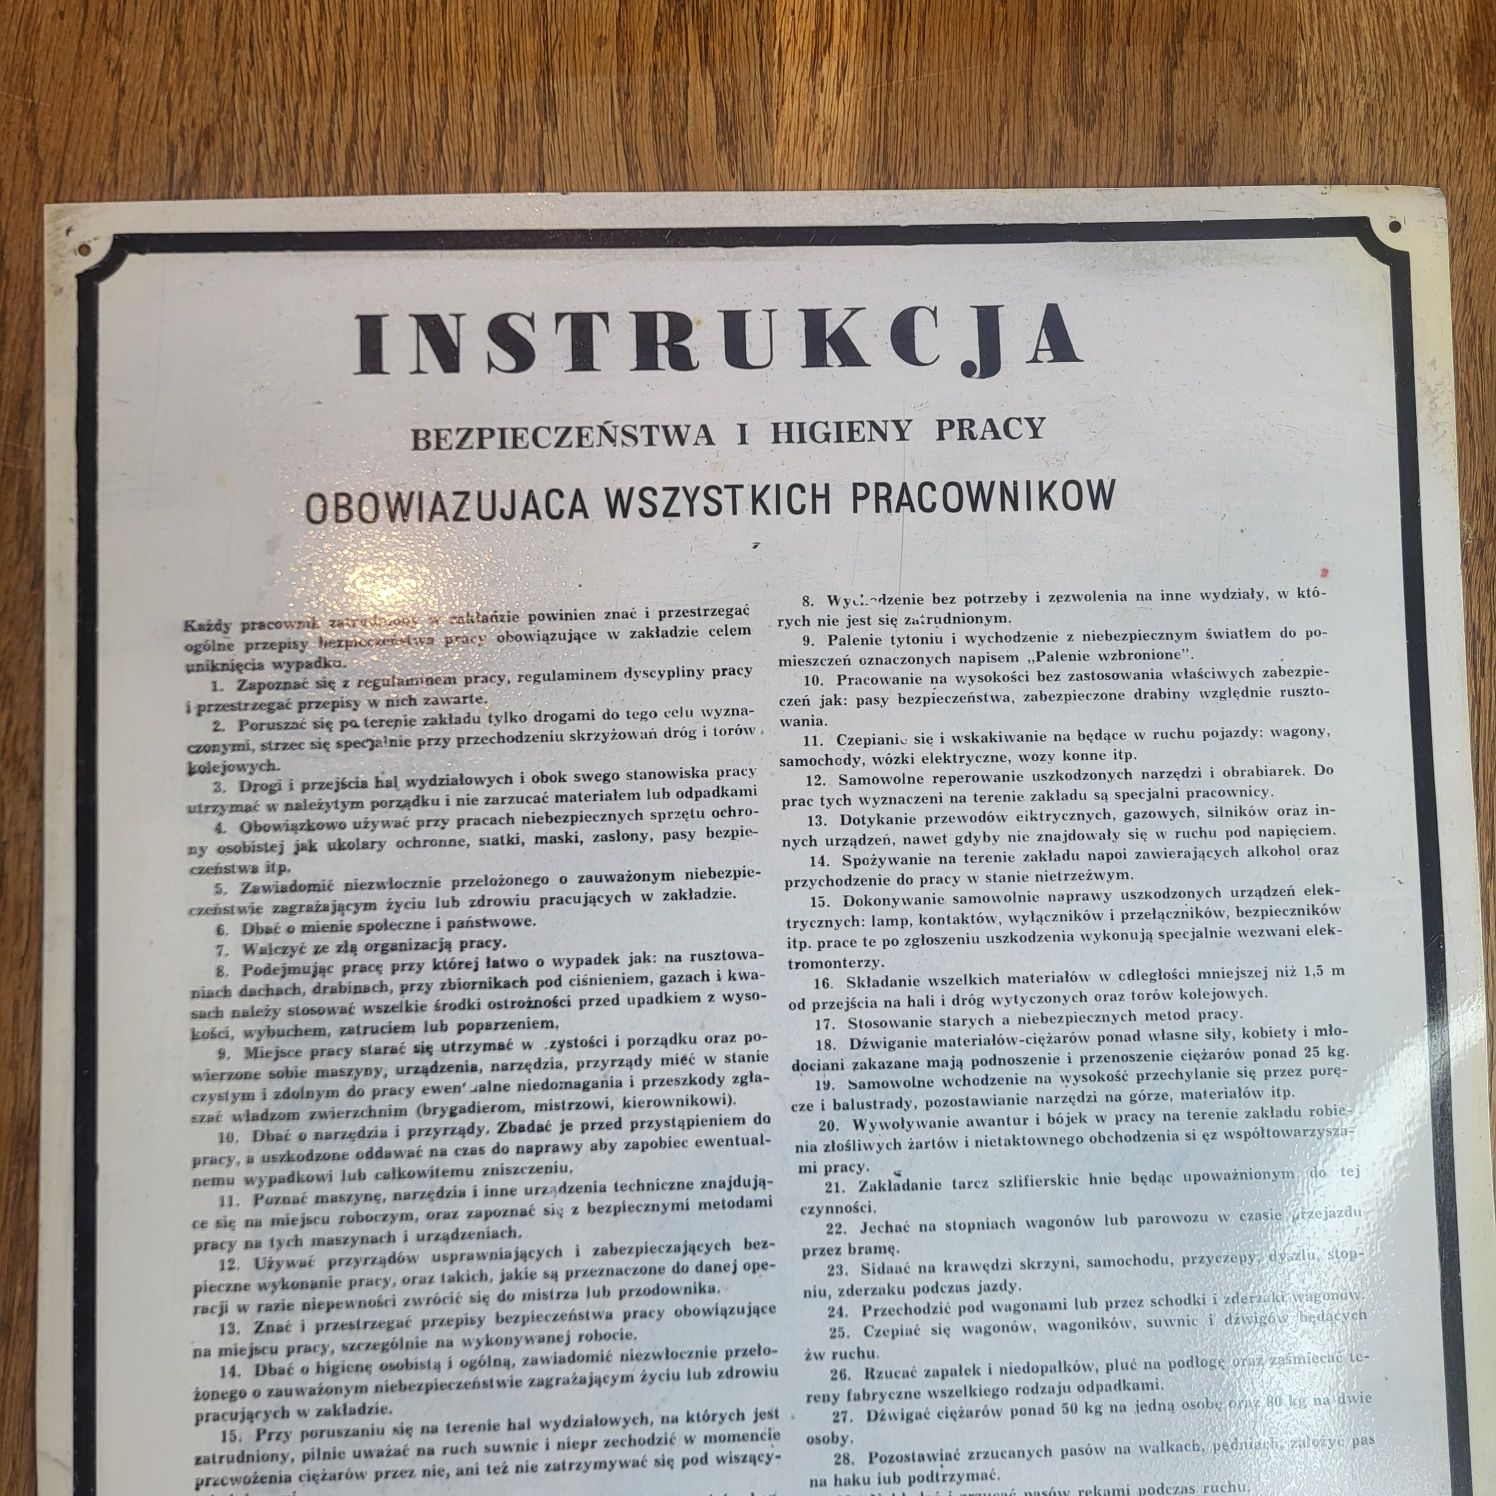 INSTRUKCJA
BEZPIECZEŃSTWA I HIGIENY PRACY
OBOWIAZUJACA WSZYSTKICH PRACOWNIKOW
Każdy pracownik zatrudniony w zakładzie powinien znać i przestrzegać
ogólne przepisy bezpieczeństwa pracy obowiązujące w zakładzie celem
uniknięcia wypadku.
1. Zapoznać się z regulaminem pracy, regulaminem dyscypliny pracy
i przestrzegać przepisy w nich zawarte.
2. Poruszać się po terenie zakładu tylko drogami do tego celu wyzna-
czonymi, strzec się specjalnie przy przechodzeniu skrzyżowań dróg i torów
kolejowych.
3. Drogi i przejścia hal wydziałowych i obok swego stanowiska pracy
utrzymać w należytym porządku i nie zarzucać materiałem lub odpadkami
4. Obowiązkowo używać przy pracach niebezpiecznych sprzętu ochro-
ny osobistej jak ukolary ochronne, siatki, maski, zasłony, pasy bezpie-
czeństwa itp.
5. Zawiadomić niezwłocznie przełożonego o zauważonym niebezpie-
czeństwie zagrażającym życiu lub zdrowiu pracujących w zakładzie.
6. Dbać o mienie społeczne i państwowe.
7. Walczyć ze złą organizacją pracy.
8. Podejmując pracę przy której łatwo o wypadek jak: na rusztowa-
niach dachach, drabinach, przy zbiornikach pod ciśnieniem, gazach i kwa-
sach należy stosować wszelkie środki ostrożności przed upadkiem z wyso-
kości, wybuchem, zatruciem lub poparzeniem.
9. Miejsce pracy starać się utrzymać w zystości i porządku oraz po-
wierzone sobie maszyny, urządzenia, narzędzia, przyrządy mieć w stanie
czystym i zdolnym do pracy niedomagania i przeszkody zgła-
szać władzom zwierzchnim (brygadierom, mistrzowi, kierownikowi).
10. Dbać o narzędzia i przyrządy. Zbadać je przed przystąpieniem do
pracy, a uszkodzone oddawać na czas do naprawy aby zapobiec ewentual-
nemu wypadkowi lub całkowitemu zniszczeniu.
11. Poznać maszynę, narzędzia i inne urządzenia techniczne znajdują-
ce się na miejscu roboczym, oraz zapoznać się z bezpiecznymi metodami
pracy na tych maszynach i urządzeniach.
12. Używać przyrządów usprawniających i zabezpieczających bez-
pieczne wykonanie pracy, oraz takich, jakie są przeznaczone do danej ope-
racji w razie niepewności zwrócić się do mistrza lub przodownika.
13. Znać i przestrzegać przepisy bezpieczeństwa pracy obowiązujące
na miejscu pracy, szczególnie na wykonywanej robocie.
14. Dbać o higienę osobistą i ogólną, zawiadomić niezwłocznie przeło-
żonego o zauważonym niebezpieczeństwie zagrażającym życiu lub zdrowiu
pracujących w zakładzie.
15. Przy poruszaniu się na terenie hal wydziałowych, na których jest
zatrudniony, pilnie uważać na ruch suwnic i niepr zechodzić w momencie
przewożenia ciężarów przez nie, ani też nie zatrzymywać się pod wiszący-
8. Wychodzenie bez potrzeby i zezwolenia na inne wydziały, w któ-
rych nie jest się zatrudnionym.
9. Palenie tytoniu i wychodzenie z niebezpiecznym światłem do po-
mieszczeń oznaczonych napisem „Palenie wzbronione".
10. Pracowanie na wysokości bez zastosowania właściwych zabezpie-
czeń jak: pasy bezpieczeństwa, zabezpieczone drabiny względnie ruszto-
wania.
11. Czepianie się i wskakiwanie na będące w ruchu pojazdy: wagony,
samochody, wózki elektryczne, wozy konne itp.
12. Samowolne reperowanie uszkodzonych narzędzi i obrabiarek. Do
prac tych wyznaczeni na terenie zakładu są specjalni pracownicy.
13. Dotykanie przewodów eiktrycznych, gazowych, silników oraz in-
nych urządzeń, nawet gdyby nie znajdowały się w ruchu pod napięciem.
14. Spożywanie na terenie zakładu napoi zawierających alkohol oraz
przychodzenie do pracy w stanie nietrzeźwym.
15. Dokonywanie samowolnie naprawy uszkodzonych urządzeń elek-
trycznych: lamp, kontaktów, wyłączników i przełączników, bezpieczników
itp. prace te po zgłoszeniu uszkodzenia wykonują specjalnie wezwani elek-
tromonterzy.
16. Składanie wszelkich materiałów w odległości mniejszej niż 1,5 m
od przejścia na hali i dróg wytyczonych oraz torów kolejowych.
17. Stosowanie starych a niebezpiecznych metod pracy.
18. Dźwiganie materiałów-ciężarów ponad własne siły, kobiety i mło-
dociani zakazane mają podnoszenie i przenoszenie ciężarów ponad 25 kg.
19. Samowolne wchodzenie na wysokość przechylanie się przez porę-
cze i balustrady, pozostawianie narzędzi na górze, materiałów itp.
20. Wywoływanie awantur i bójek w pracy na terenie zakładu robie-
nia złośliwych żartów i nietaktownego obchodzenia si ęz współtowarzysza-
mi pracy.
21. Zakładanie tarcz szlifierskic hnie będąc upoważnionym do tej
czynności.
22. Jechać na stopniach wagonów lub parowozu w czasie przejazdu
przez bramę.
23. Sidaać na krawędzi skrzyni, samochodu, przyczepy, dyszlu, stop-
niu, zderzaku podczas jazdy.
24. Przechodzić pod wagonami lub przez schodki i zderzaki wagonów.
25. Czepiać się wagonów, wagoników, suwnic i dźwigów będących
żw ruchu.
26. Rzucać zapałek i niedopałków, pluć na podłogę oraz zaśmiecać te-
reny fabryczne wszelkiego rodzaju odpadkami.
27. Dźwigać ciężarów ponad 50 kg na jedną osobę oraz 80 kg na dwie
osoby.
28. Pozostawiać zrzucanych pasów na wałkach, pędniach, założyć pas
na haku iub podtrzymać.
pasów rękami podczas ruchu.